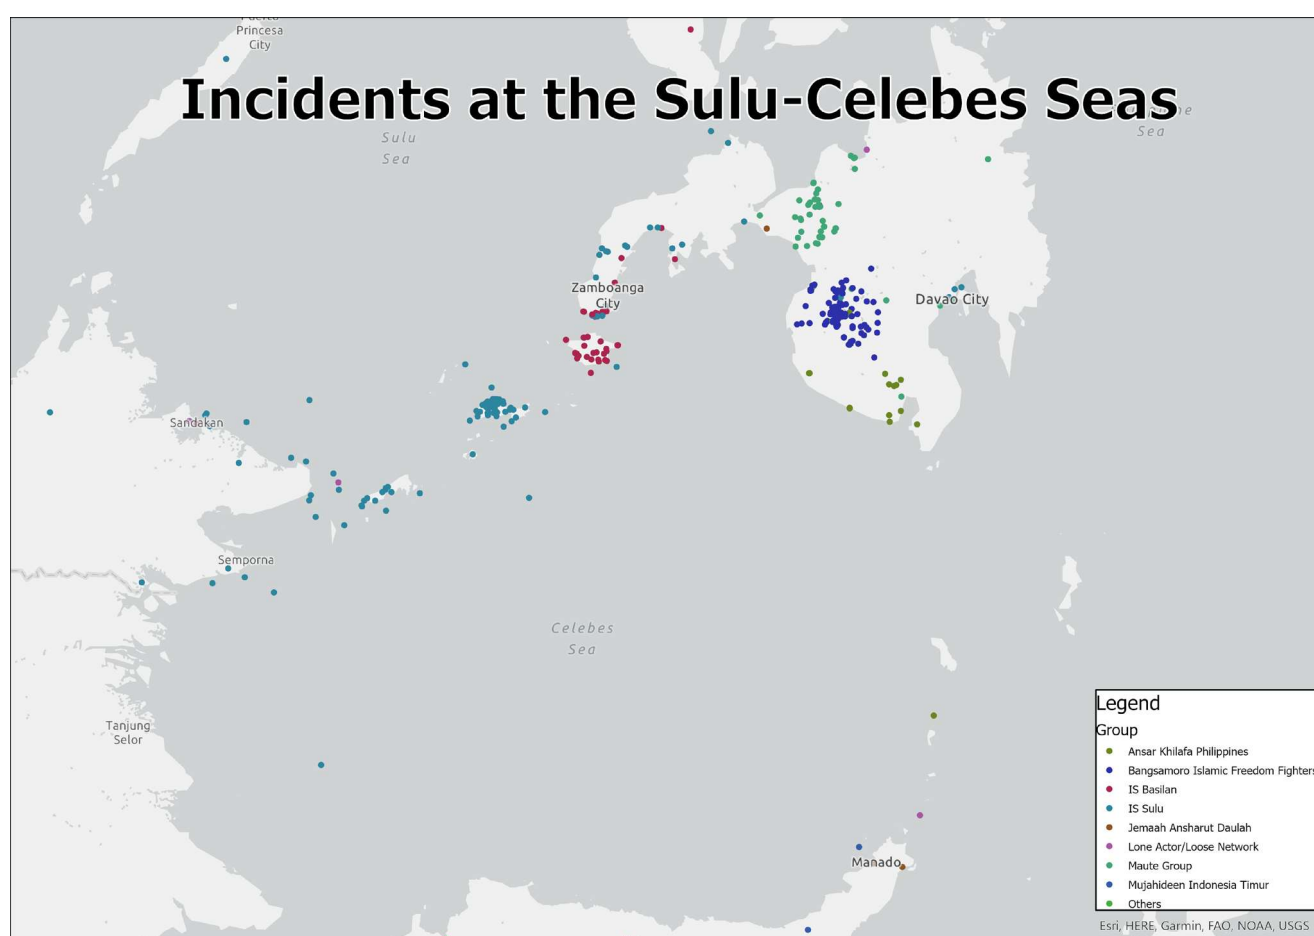 Princesa
City
Incidents at the Sulu-Celebes Seas
Sulu
Sea
Sea
Zamboanga
City
Davao City
Sandakan
Semporna
Celebes
Sea
Tanjung
Selor
Manado
Legend
Group
Ansar Khilafa Philippines
Bangsamoro Islamic Freedom Fighters
IS Basilan
IS Sulu
Jemaah Ansharut Daulah
Lone Actor/Loose Network
Maute Group
Mujahideen Indonesia Timur
Others
Esri, HERE, Garmin, FAO, NOAA, USGS